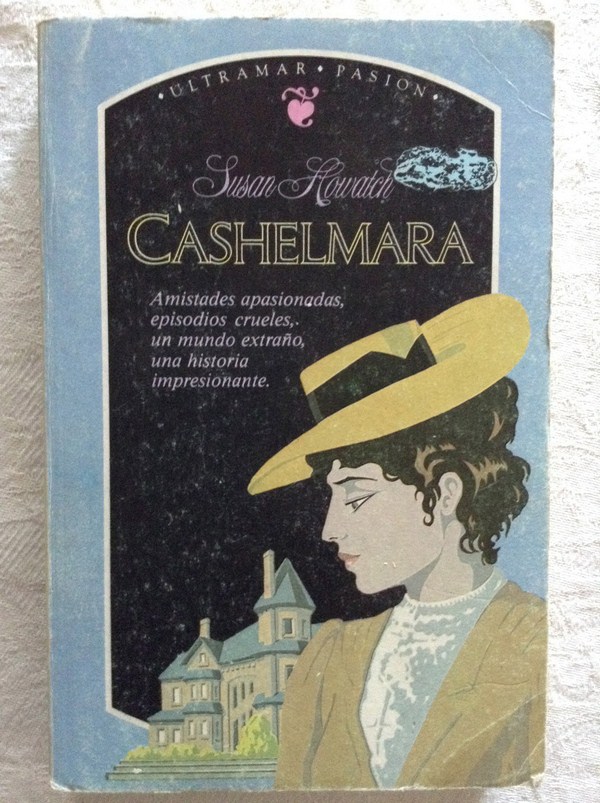 • ULTRAMAR • PASION •
Susan Howatch
CASHELMARA
Amistades apasionadas,
episodios crueles,
un mundo extraño,
una historia
impresionante.